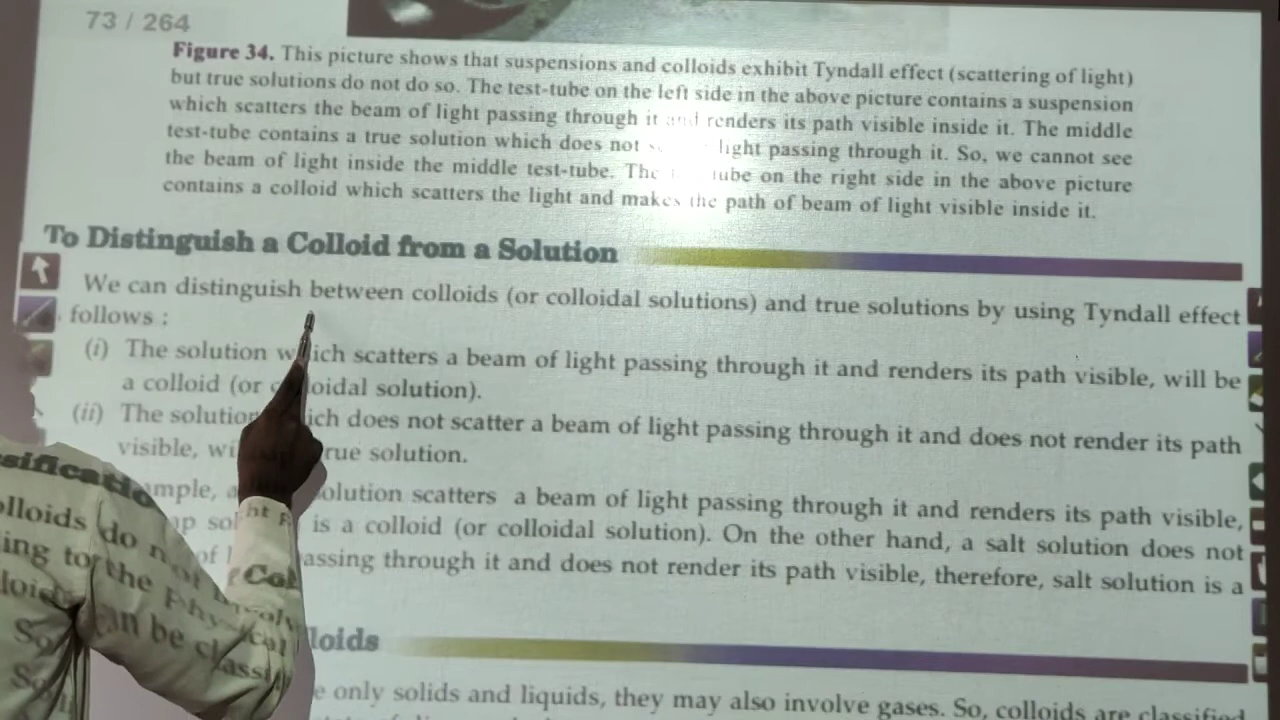 73 / 264
Figure 34. This picture shows that suspensions and colloids exhibit Tyndall effect (scattering of light)
but true solutions do not do so. The test-tube on the left side in the above picture contains a suspension
which scatters the beam of light passing through it and renders its path visible inside it. The middle
test-tube contains a true solution which does not light passing through it. So, we cannot see
the beam of light inside the middle test-tube. The tube on the right side in the above picture
contains a colloid which scatters the light and makes the path of beam of light visible inside it.
To Distinguish a Colloid from a Solution
We can distinguish between colloids (or colloidal solutions) and true solutions by using Tyndall effect
follows :
(i) The solution which scatters a beam of light passing through it and renders its path visible, will be
a colloid (or colloidal solution).
(ii) The solution which does not scatter a beam of light passing through it and does not render its path
visible, true solution.
solution scatters a beam of light passing through it and renders its path visible,
is a colloid (or colloidal solution). On the other hand, a salt solution does not
passing through it and does not render its path visible, therefore, salt solution is a
only solids and liquids, they may also involve gases. So, colloids are classified